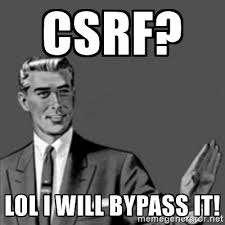 CSRF?
LOL I WILL BYPASS IT!
memegenerator.net